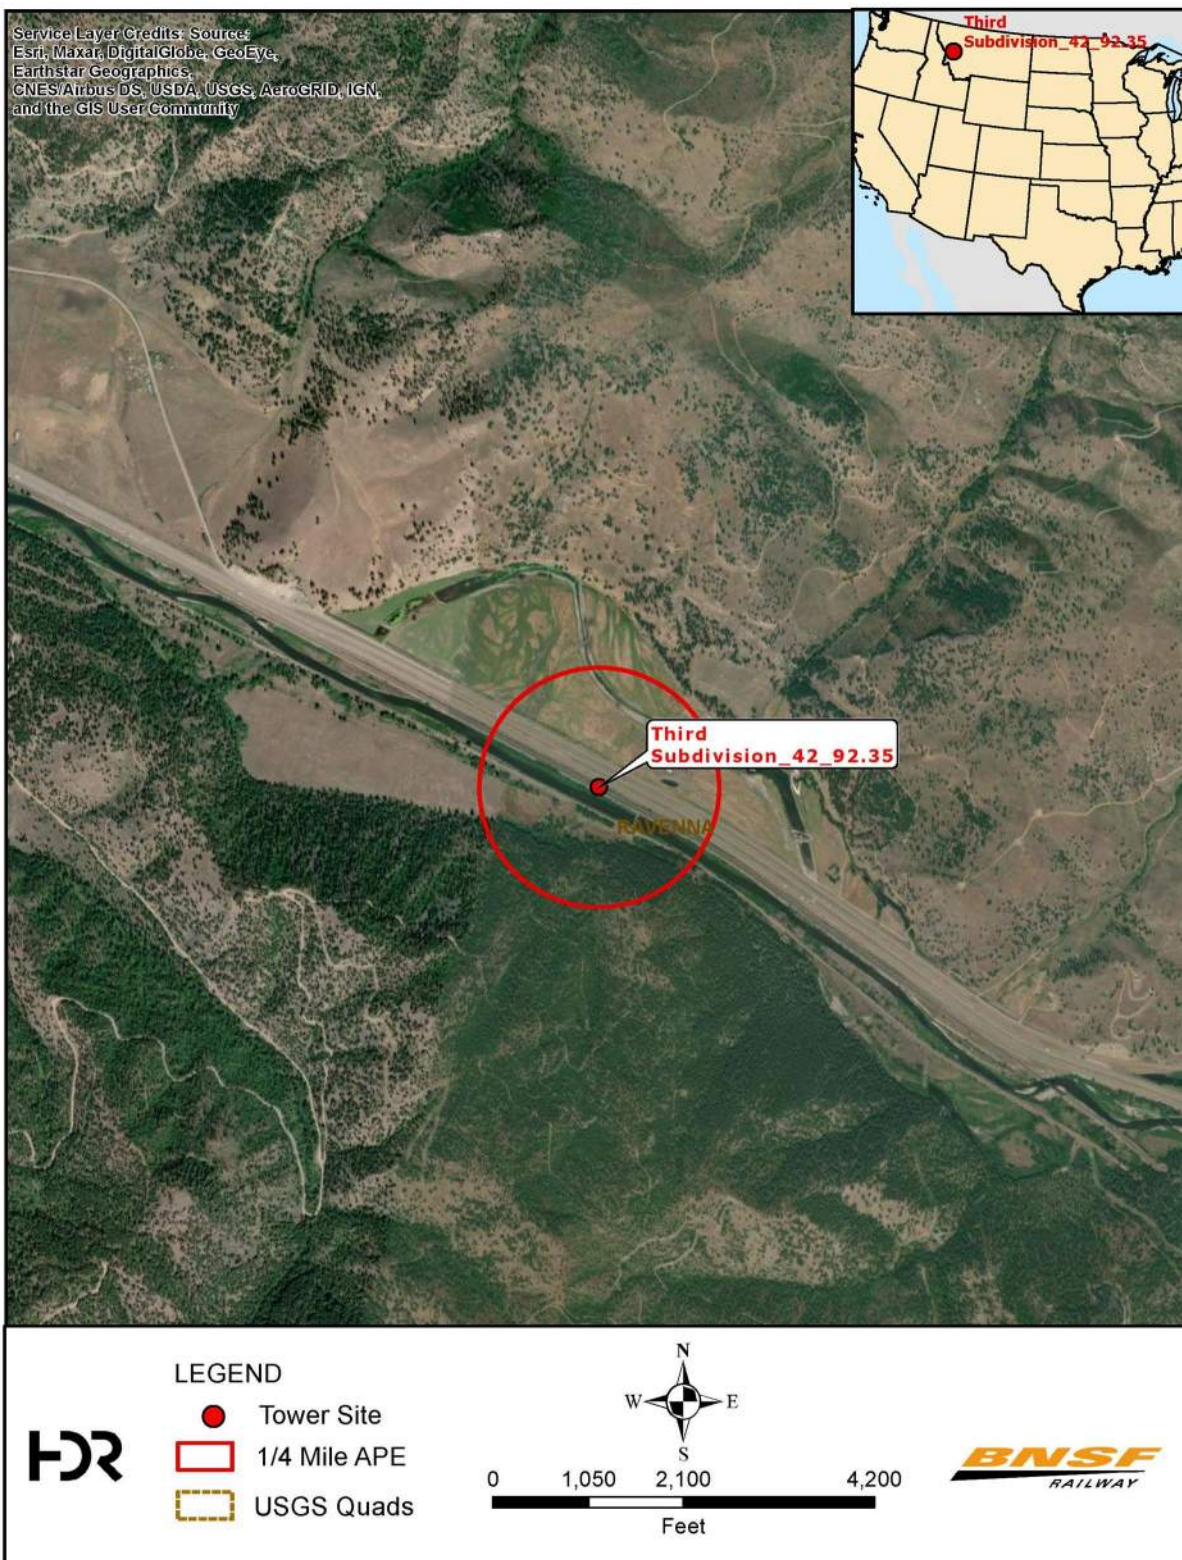 Service Layer Credits: Source:
Esri, Maxar, DigitalGlobe, GeoEye,
Earthstar Geographics,
CNES/Airbus DS, USDA, USGS, AeroGRID, IGN,
and the GIS User Community
Third
Subdivision_42_92.35
Third
Subdivision_42_92.35
RAVENNA
LEGEND
Tower Site
1/4 Mile APE
USGS Quads
HDR
N
W E
S
0 1,050 2,100 4,200
Feet
BNSF
RAILWAY